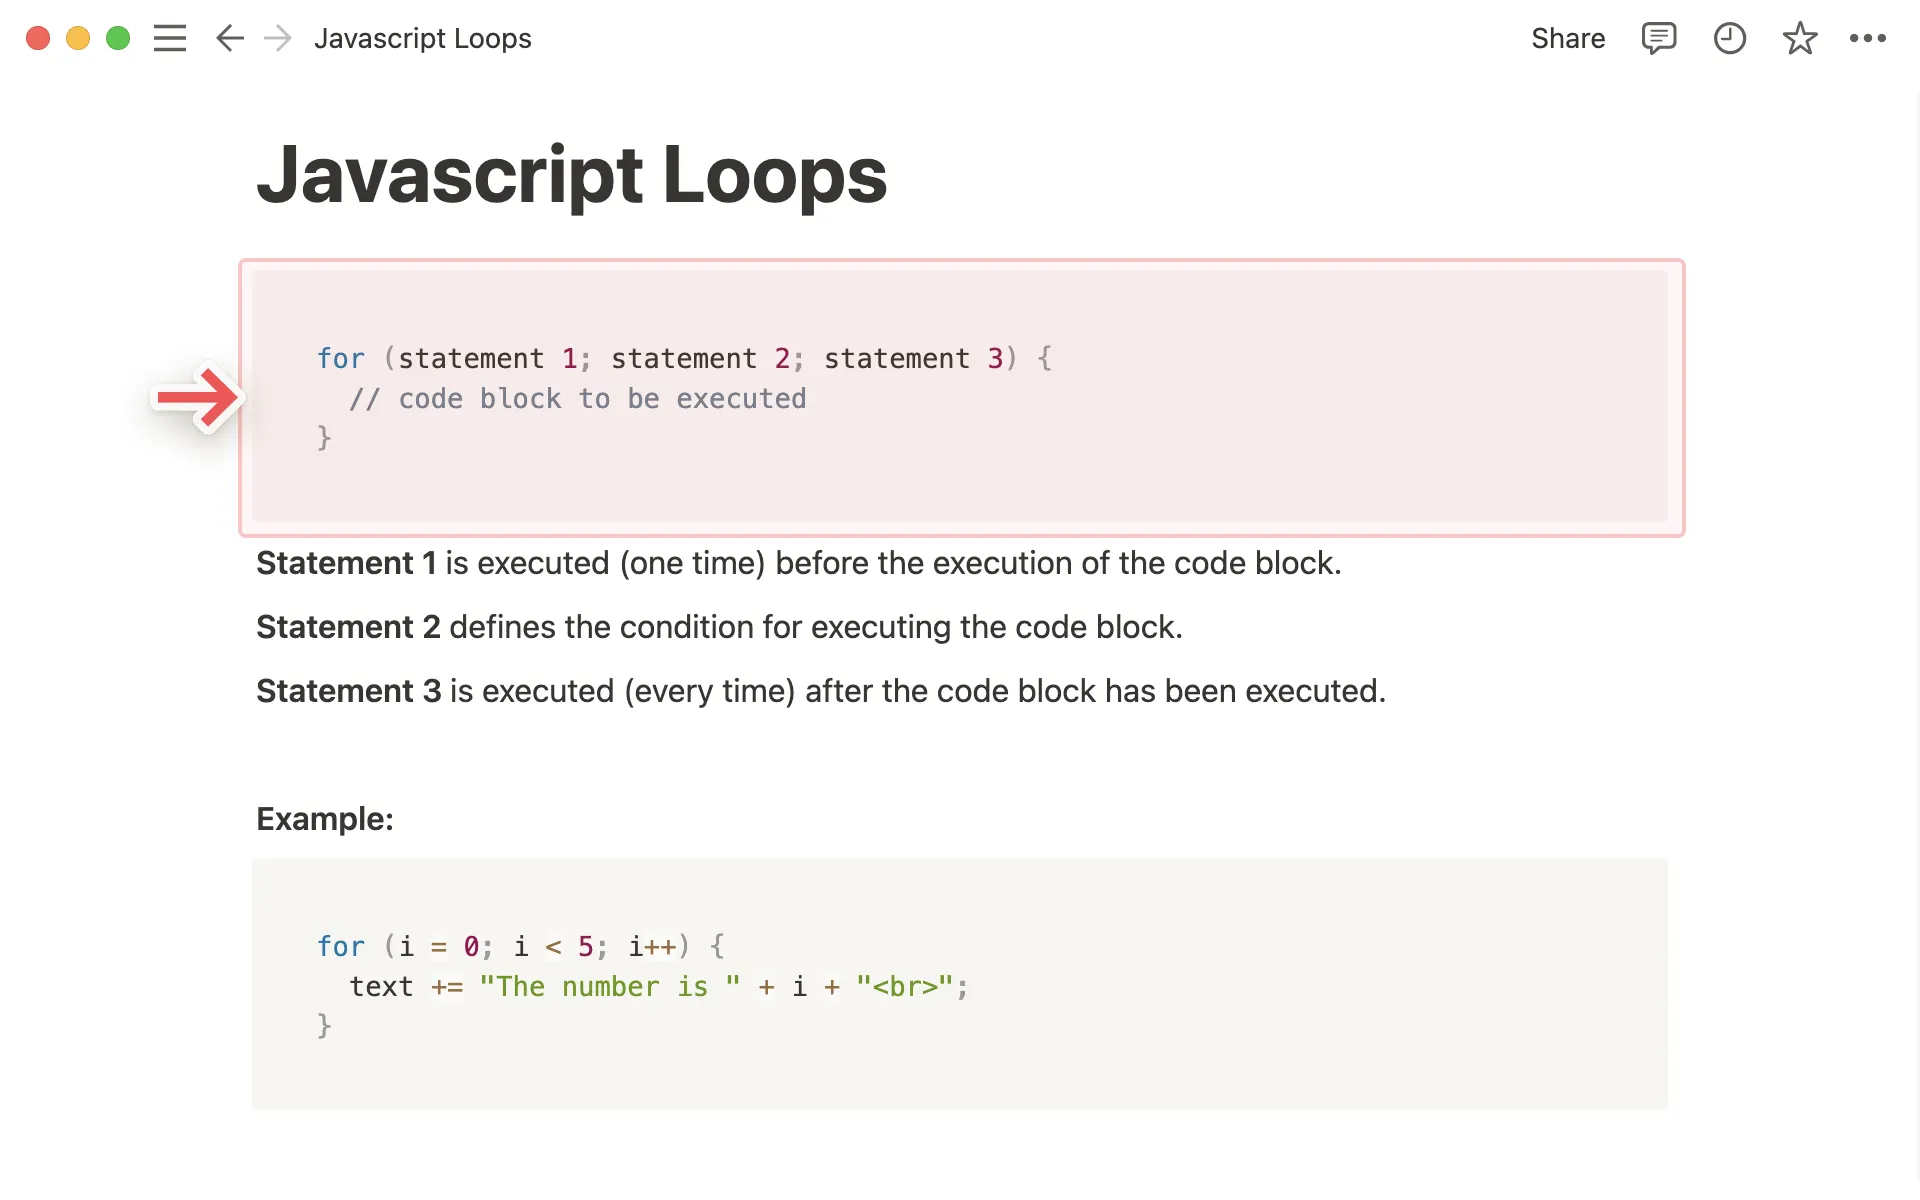 Javascript Loops
Share
Javascript Loops
for (statement 1; statement 2; statement 3) {
  // code block to be executed
}
Statement 1 is executed (one time) before the execution of the code block.
Statement 2 defines the condition for executing the code block.
Statement 3 is executed (every time) after the code block has been executed.
Example:
for (i = 0; i < 5; i++) {
  text += "The number is " + i + "<br>";
}